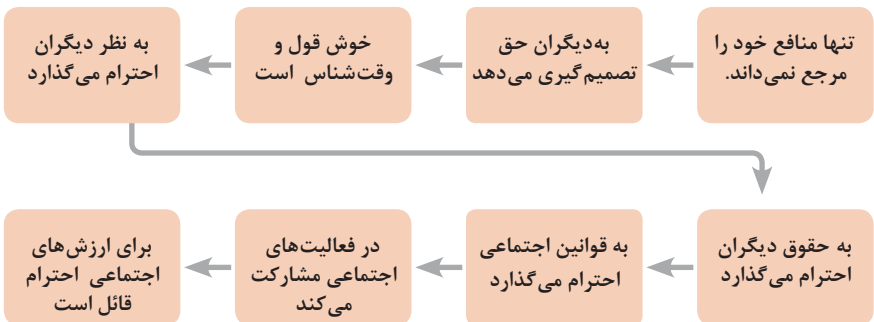 تنها منافع خود را
مرجع نمی‌داند.
به‌دیگران حق
تصمیم‌گیری می‌دهد
خوش قول و
وقت‌شناس است
به نظر دیگران
احترام می‌گذارد
به حقوق دیگران
احترام می‌گذارد
به قوانین اجتماعی
احترام می‌گذارد
در فعالیت‌های
اجتماعی مشارکت
می‌کند
برای ارزش‌های
اجتماعی احترام
قائل است